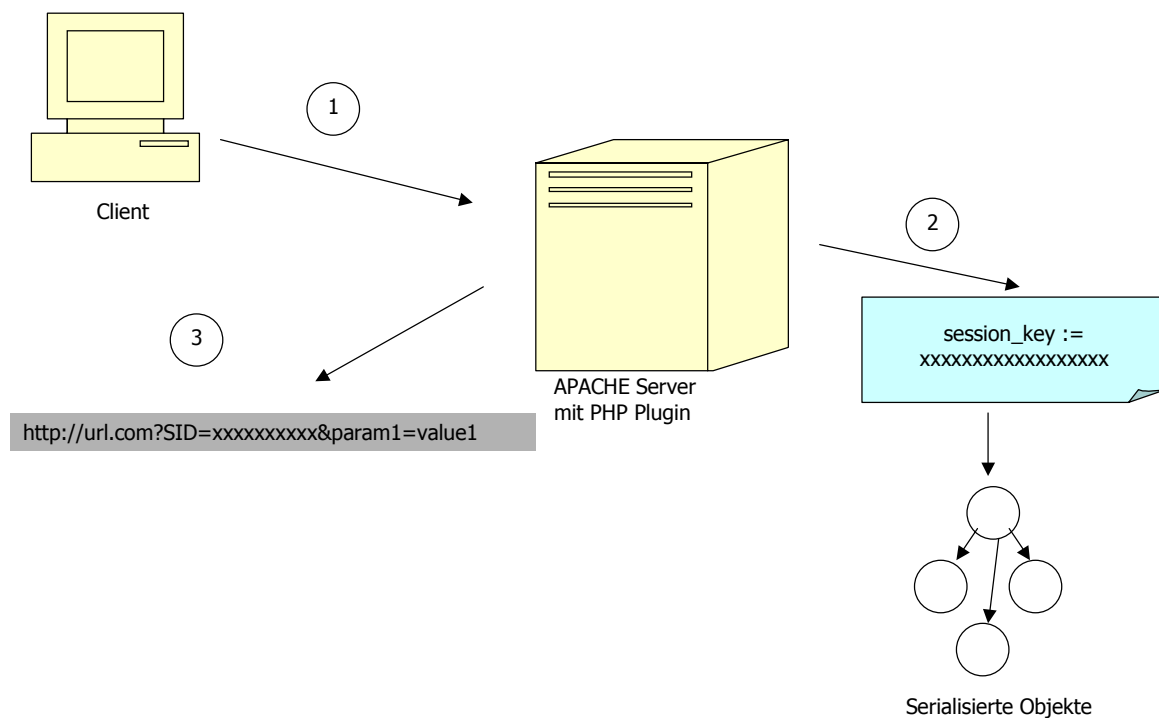 1
Client
2
3
session_key :=
xxxxxxxxxxxxxxxxxx
APACHE Server
mit PHP Plugin
http://url.com?SID=xxxxxxxxxx&param1=value1
Serialisierte Objekte